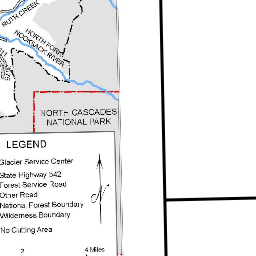 RUTH CREEK
NORTH FORK
NOOKSACK RIVER
NORTH CASCADES
NATIONAL PARK
LEGEND
Glacier Service Center
State Highway 542
Forest Service Road
Other Road
National Forest Boundary
Wilderness Boundary
No Cutting Area
N
2
4 Miles